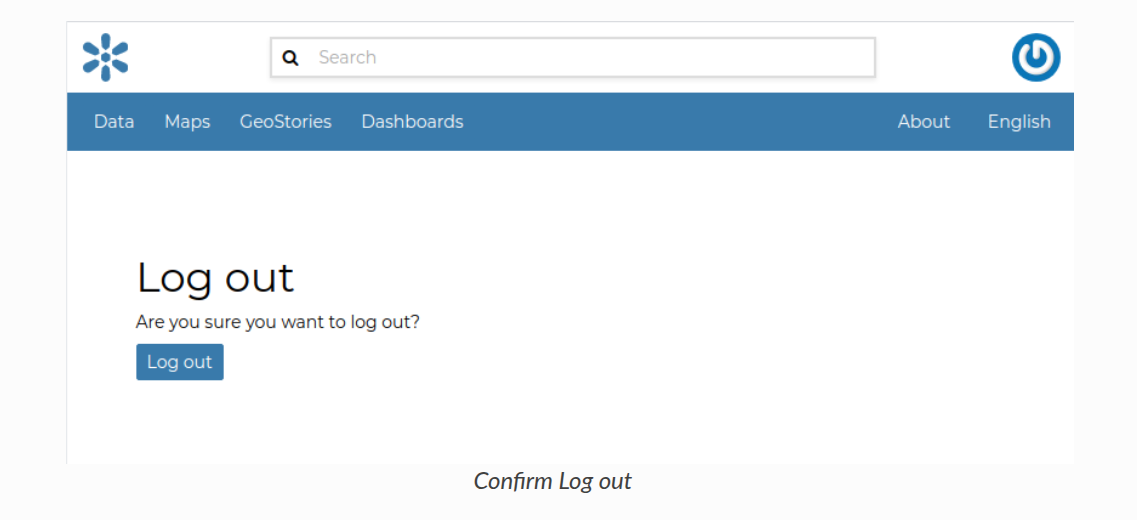 Search
Data Maps GeoStories Dashboards About English
Log out
Are you sure you want to log out?
Log out
Confirm Log out